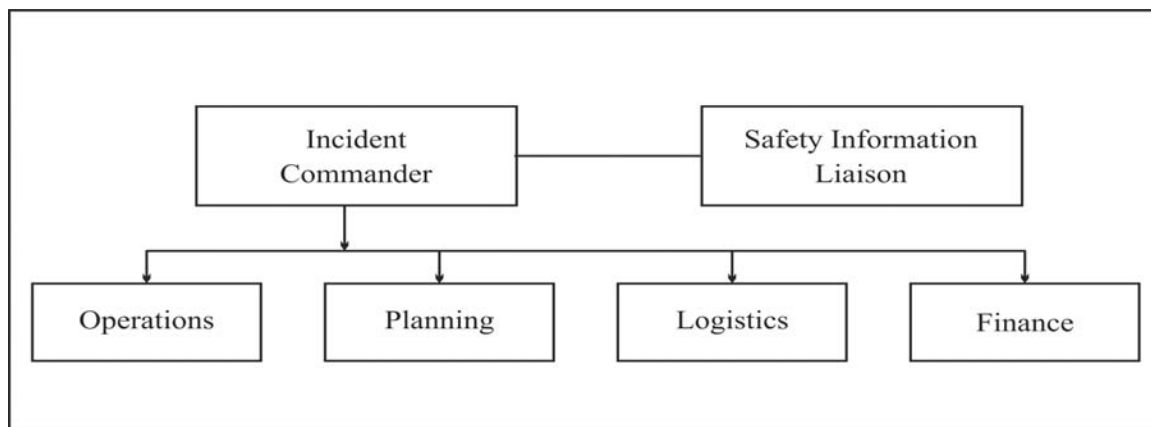 Incident
Commander
Safety Information
Liaison
Operations
Planning
Logistics
Finance